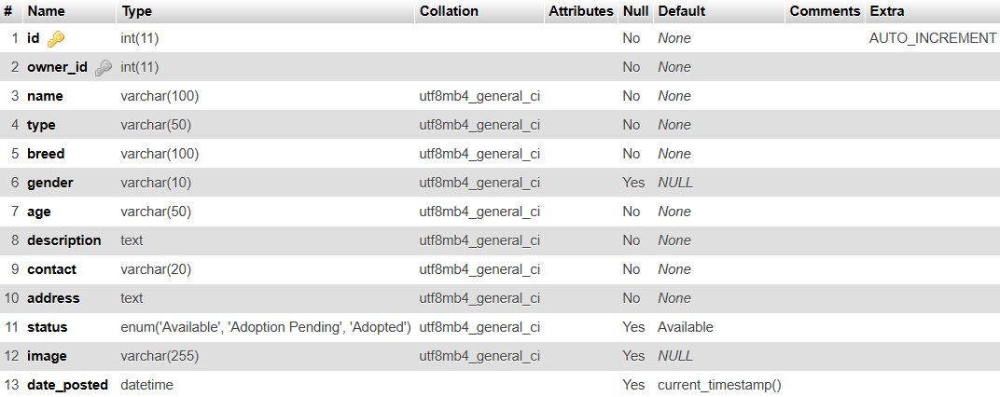 # Name Type Collation Attributes Null Default Comments Extra
1 id int(11) No None AUTO_INCREMENT
2 owner_id int(11) No None
3 name varchar(100) utf8mb4_general_ci No None
4 type varchar(50) utf8mb4_general_ci No None
5 breed varchar(100) utf8mb4_general_ci No None
6 gender varchar(10) utf8mb4_general_ci Yes NULL
7 age varchar(50) utf8mb4_general_ci No None
8 description text utf8mb4_general_ci No None
9 contact varchar(20) utf8mb4_general_ci No None
10 address text utf8mb4_general_ci No None
11 status enum('Available', 'Adoption Pending', 'Adopted') utf8mb4_general_ci Yes Available
12 image varchar(255) utf8mb4_general_ci Yes NULL
13 date_posted datetime Yes current_timestamp()